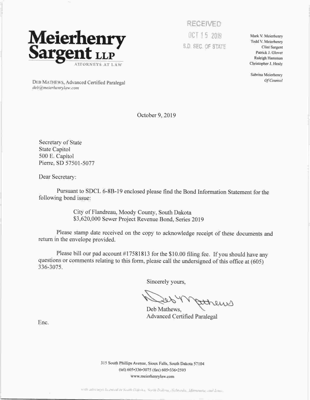 Meierhenry
Sargent LLP
ATTORNEYS AT LAW
RECEIVED
OCT 15 2019
S.D. SEC. OF STATE
Mark V. Meierhenry
Todd V. Meierhenry
Clint Sargent
Patrick J. Glover
Raleigh Hansman
Christopher J. Healy
Sabrina Meierhenry
Of Counsel
DEB MATHEWS, Advanced Certified Paralegal
deb@meierhenrylaw.com
October 9, 2019
Secretary of State
State Capitol
500 E. Capitol
Pierre, SD 57501-5077
Dear Secretary:
Pursuant to SDCL 6-8B-19 enclosed please find the Bond Information Statement for the
following bond issue:
City of Flandreau, Moody County, South Dakota
$3,620,000 Sewer Project Revenue Bond, Series 2019
Please stamp date received on the copy to acknowledge receipt of these documents and
return in the envelope provided.
Please bill our pad account #17581813 for the $10.00 filing fee. If you should have any
questions or comments relating to this form, please call the undersigned of this office at (605)
336-3075.
Sincerely yours,
Deb Mathews
Deb Mathews,
Advanced Certified Paralegal
Enc.
315 South Phillips Avenue, Sioux Falls, South Dakota 57104
(tel) 605-336-3075 (fax) 605-336-2593
www.meierhenrylaw.com